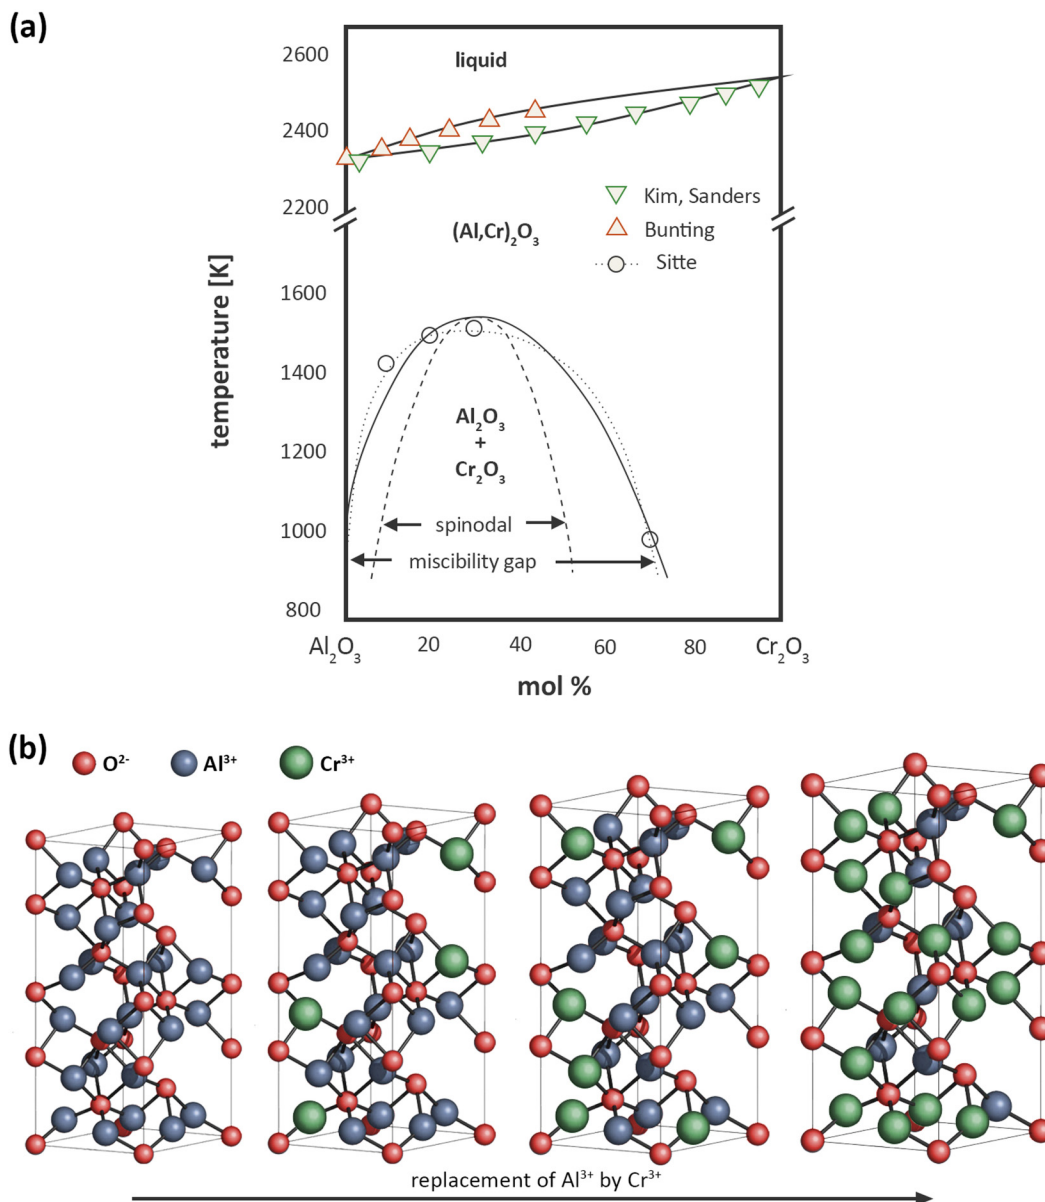 (a)
2600
liquid
2400
2200
Kim, Sanders
Bunting
Sitte
(Al,Cr)₂O₃
temperature [K]
1600
1400
1200
1000
800
Al₂O₃
+
Cr₂O₃
spinodal
miscibility gap
Al₂O₃ 20 40 60 80 Cr₂O₃
mol %
(b)
O²⁻ Al³⁺ Cr³⁺
replacement of Al³⁺ by Cr³⁺